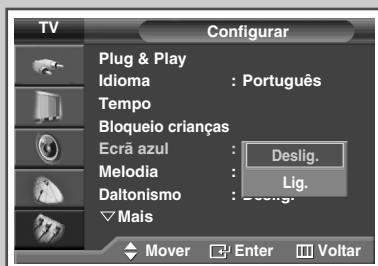 TV Configurar
Plug & Play
Idioma : Português
Tempo
Bloqueio crianças
Ecrã azul : Deslig.
Melodia : Lig.
Daltonismo : Deslig.
▽Mais
Mover Enter Voltar